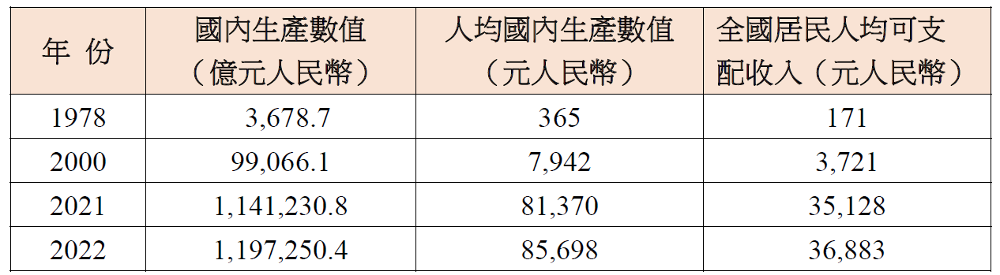 年 份 國內生產數值 人均國內生產數值 全國居民人均可支
（億元人民幣） （元人民幣） 配收入（元人民幣）
1978 3,678.7 365 171
2000 99,066.1 7,942 3,721
2021 1,141,230.8 81,370 35,128
2022 1,197,250.4 85,698 36,883